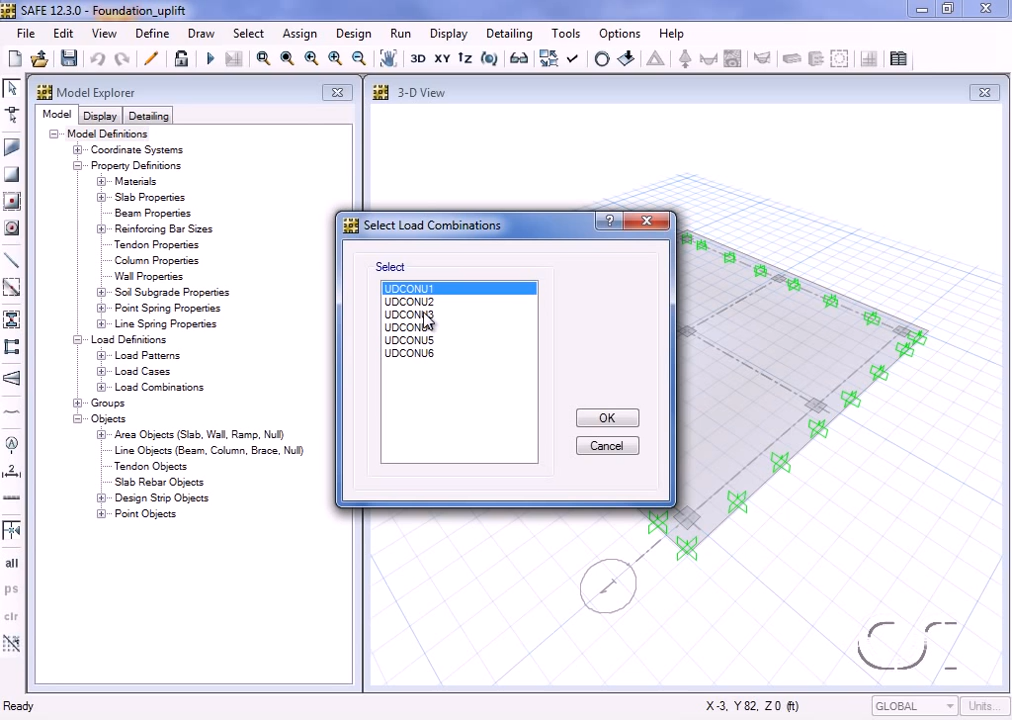 SAFE 12.3.0 - Foundation_uplift
File Edit View Define Draw Select Assign Design Run Display Detailing Tools Options Help
3D XY
Model Explorer
3-D View
Model Display Detailing
Model Definitions
Coordinate Systems
Property Definitions
Materials
Slab Properties
Beam Properties
Reinforcing Bar Sizes
Tendon Properties
Column Properties
Wall Properties
Soil Subgrade Properties
Point Spring Properties
Line Spring Properties
Load Definitions
Load Patterns
Load Cases
Load Combinations
Groups
Objects
Area Objects (Slab, Wall, Ramp, Null)
Line Objects (Beam, Column, Brace, Null)
Tendon Objects
Slab Rebar Objects
Design Strip Objects
Point Objects
all
ps
clr
Select Load Combinations
Select
UDCONU1
UDCONU2
UDCONU3
UDCONU4
UDCONU5
UDCONU6
OK
Cancel
CSI
Ready
X -3, Y 82, Z 0 (ft)
GLOBAL
Units...